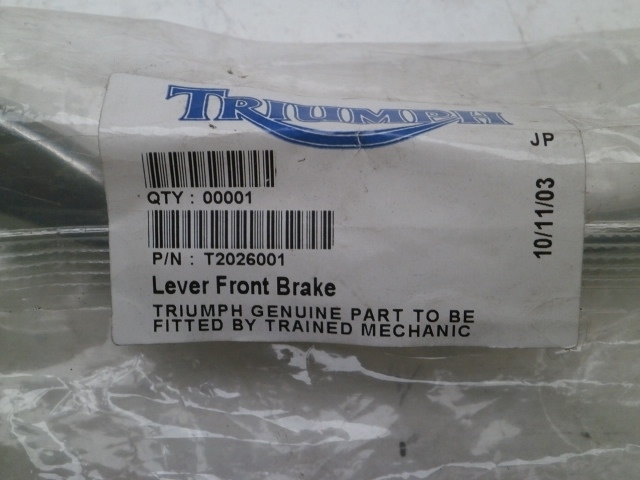 TRIUMPH
JP
QTY : 00001
10/11/03
P/N : T2026001
Lever Front Brake
TRIUMPH GENUINE PART TO BE
FITTED BY TRAINED MECHANIC